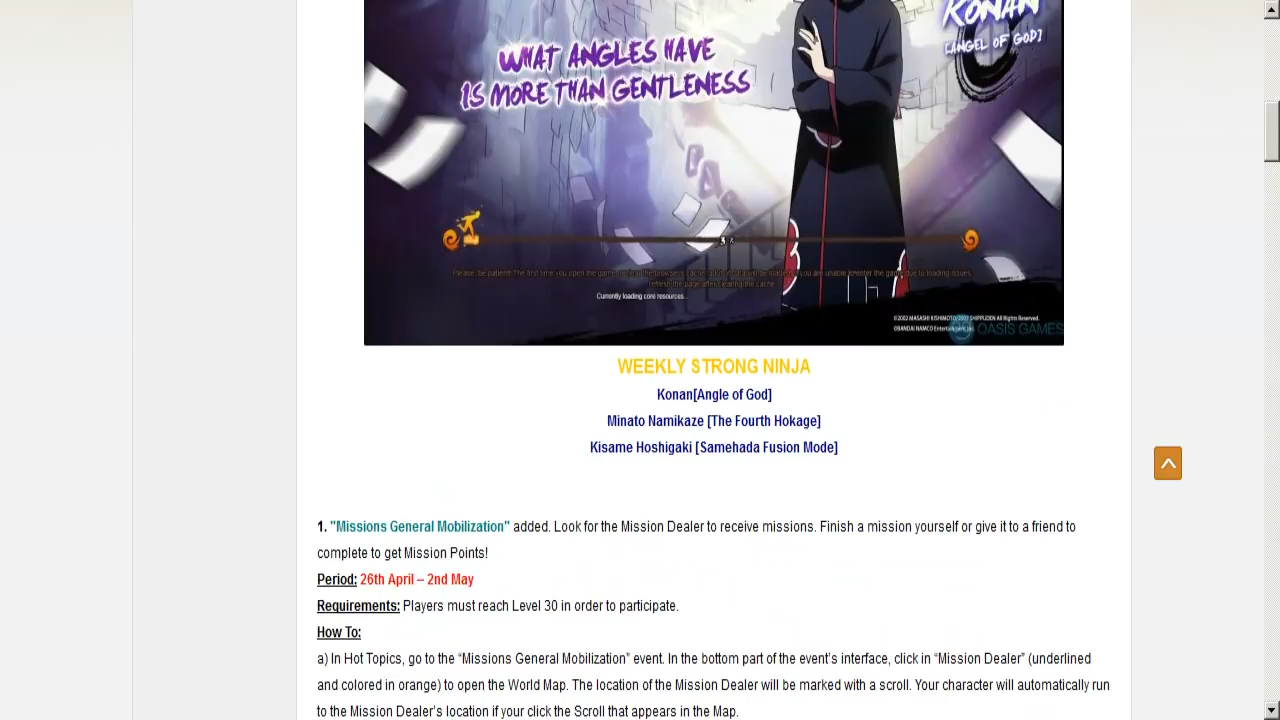 KONAN
[ANGEL OF GOD]
WHAT ANGLES HAVE
IS MORE THAN GENTLENESS
Currently loading core resources...
©2002 MASASHI KISHIMOTO/2007 SHIPPUDEN All Rights Reserved.
©BANDAI NAMCO Entertainment Inc.
OASIS GAMES
WEEKLY STRONG NINJA
Konan[Angle of God]
Minato Namikaze [The Fourth Hokage]
Kisame Hoshigaki [Samehada Fusion Mode]
1. "Missions General Mobilization" added. Look for the Mission Dealer to receive missions. Finish a mission yourself or give it to a friend to
complete to get Mission Points!
Period: 26th April – 2nd May
Requirements: Players must reach Level 30 in order to participate.
How To:
a) In Hot Topics, go to the “Missions General Mobilization” event. In the bottom part of the event's interface, click in “Mission Dealer” (underlined
and colored in orange) to open the World Map. The location of the Mission Dealer will be marked with a scroll. Your character will automatically run
to the Mission Dealer's location if your click the Scroll that appears in the Map.